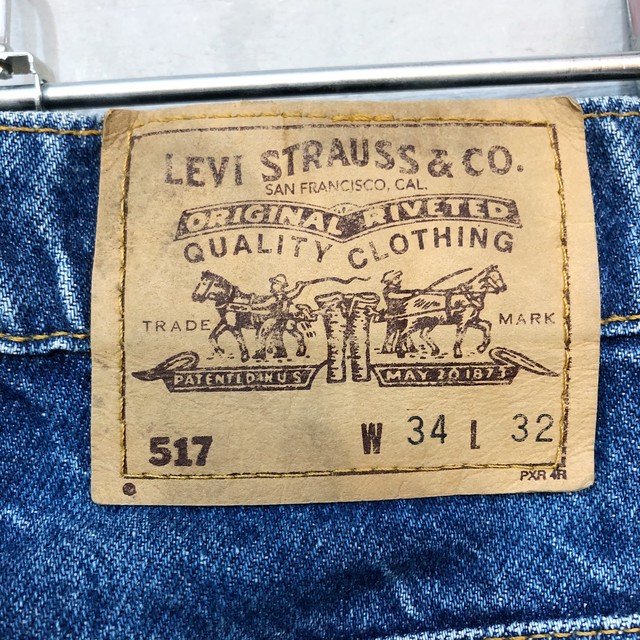 LEVI STRAUSS & CO.
SAN FRANCISCO, CAL.
ORIGINAL RIVETED
QUALITY CLOTHING
TRADE MARK
PATENTED IN U S MAY 20 1873
517 W 34 L 32
PXR 4R